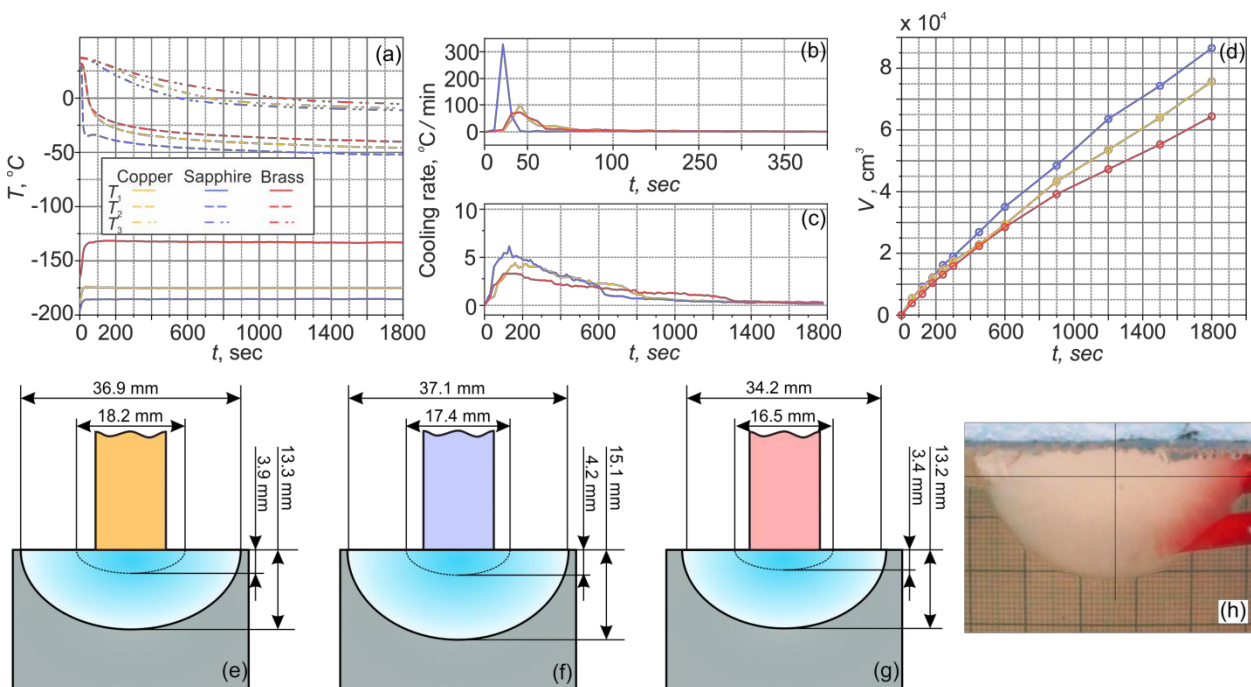 (a)
T, °C
0
-50
-100
-150
-200
Copper Sapphire Brass
T₁
T₂
T₃
0 200 600 1000 1400 1800
t, sec
Cooling rate, °C / min
(b)
300
200
100
0
0 50 100 250 350
t, sec
(c)
10
5
0
0 600 1200 1800
t, sec
x 10⁴
(d)
V, cm³
8
6
4
2
0
0 200 600 1000 1400 1800
t, sec
36.9 mm
18.2 mm
3.9 mm
13.3 mm
(e)
37.1 mm
17.4 mm
4.2 mm
15.1 mm
(f)
34.2 mm
16.5 mm
3.4 mm
13.2 mm
(g)
(h)